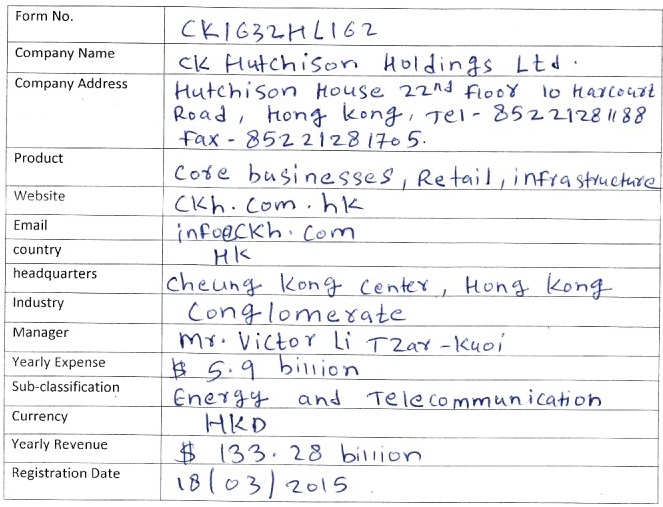 Form No. CK1632HL162
Company Name CK Hutchison Holdings Ltd.
Company Address Hutchison House 22nd Floor 10 Harcourt
Road, Hong Kong, Tel - 85221281188
Fax - 85221281705.
Product Core businesses, Retail, infrastructure
Website Ckh.com.hk
Email info@ckh.com
country HK
headquarters Cheung Kong Center, Hong Kong
Industry Conglomerate
Manager Mr. Victor Li TZar-Kuoi
Yearly Expense $ 5.9 billion
Sub-classification Energy and Telecommunication
Currency HKD
Yearly Revenue $ 133.28 billion
Registration Date 18/03/2015